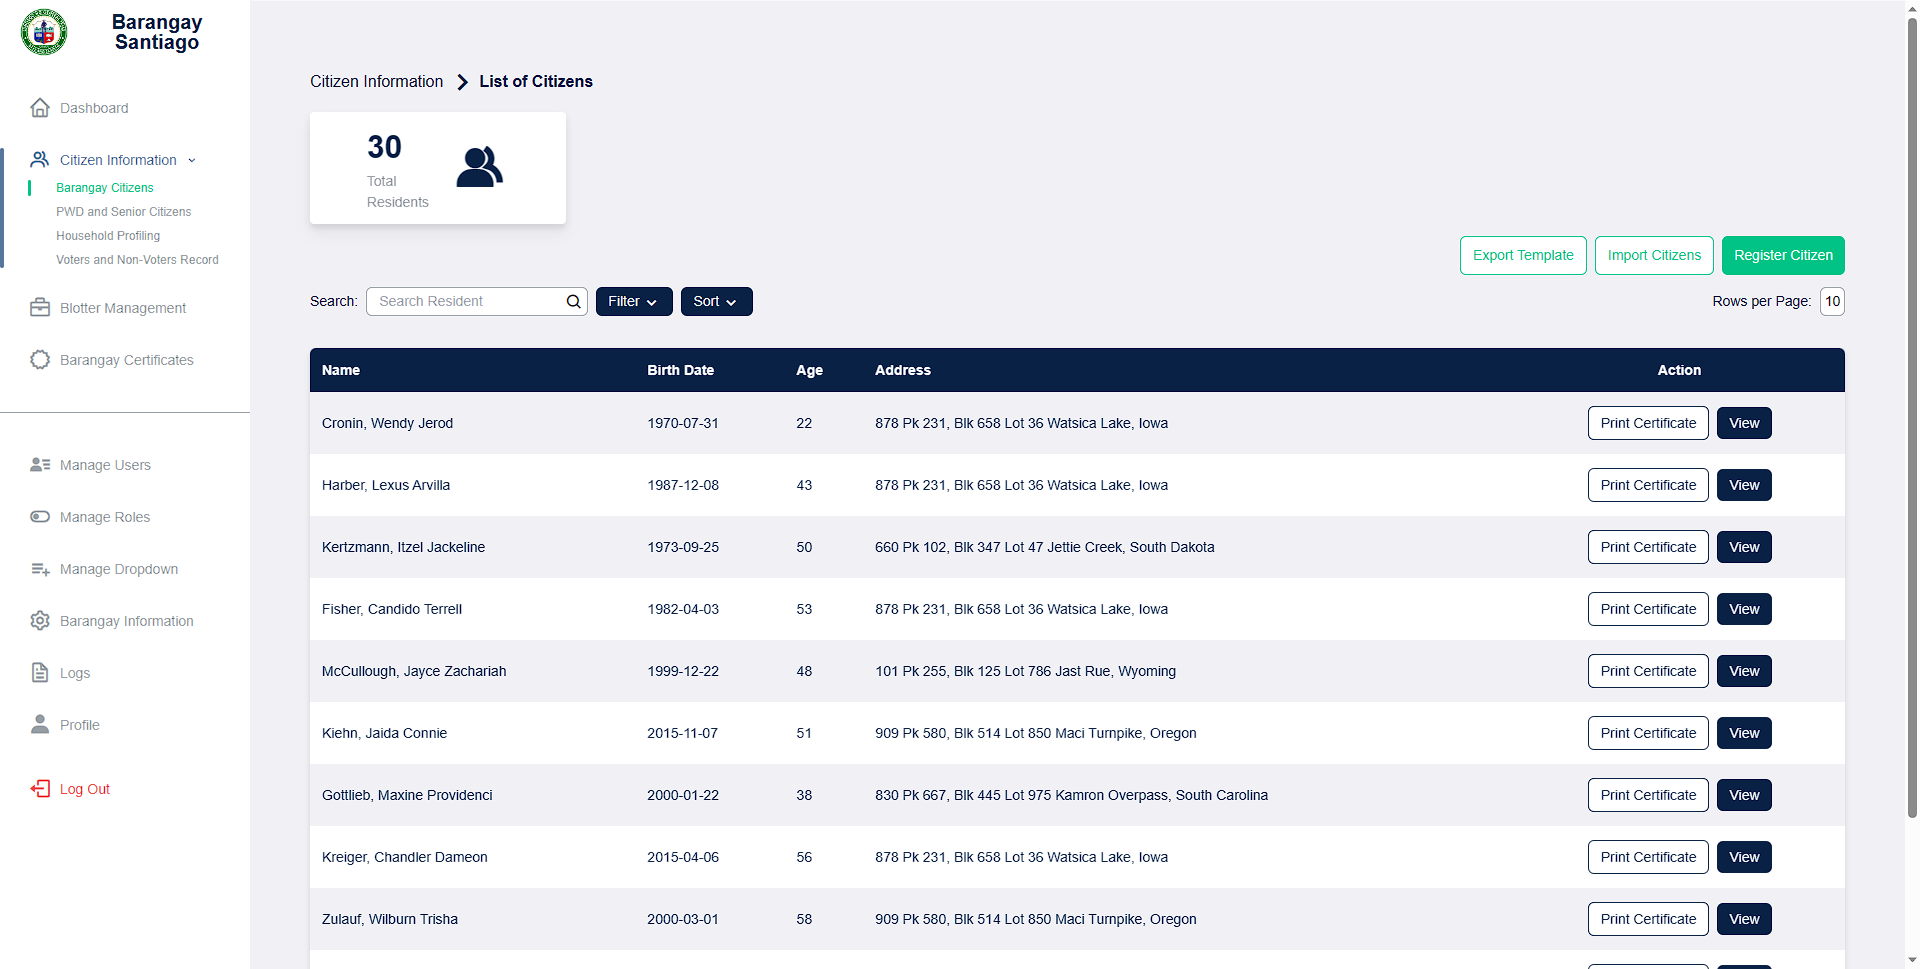 Barangay
Santiago
Dashboard
Citizen Information
Barangay Citizens
PWD and Senior Citizens
Household Profiling
Voters and Non-Voters Record
Blotter Management
Barangay Certificates
Manage Users
Manage Roles
Manage Dropdown
Barangay Information
Logs
Profile
Log Out
Citizen Information List of Citizens
30
Total
Residents
Export Template Import Citizens Register Citizen
Search: Search Resident Filter Sort Rows per Page: 10
Name Birth Date Age Address Action
Cronin, Wendy Jerod 1970-07-31 22 878 Pk 231, Blk 658 Lot 36 Watsica Lake, Iowa Print Certificate View
Harber, Lexus Arvilla 1987-12-08 43 878 Pk 231, Blk 658 Lot 36 Watsica Lake, Iowa Print Certificate View
Kertzmann, Itzel Jackeline 1973-09-25 50 660 Pk 102, Blk 347 Lot 47 Jettie Creek, South Dakota Print Certificate View
Fisher, Candido Terrell 1982-04-03 53 878 Pk 231, Blk 658 Lot 36 Watsica Lake, Iowa Print Certificate View
McCullough, Jayce Zachariah 1999-12-22 48 101 Pk 255, Blk 125 Lot 786 Jast Rue, Wyoming Print Certificate View
Kiehn, Jaida Connie 2015-11-07 51 909 Pk 580, Blk 514 Lot 850 Maci Turnpike, Oregon Print Certificate View
Gottlieb, Maxine Providenci 2000-01-22 38 830 Pk 667, Blk 445 Lot 975 Kamron Overpass, South Carolina Print Certificate View
Kreiger, Chandler Dameon 2015-04-06 56 878 Pk 231, Blk 658 Lot 36 Watsica Lake, Iowa Print Certificate View
Zulauf, Wilburn Trisha 2000-03-01 58 909 Pk 580, Blk 514 Lot 850 Maci Turnpike, Oregon Print Certificate View